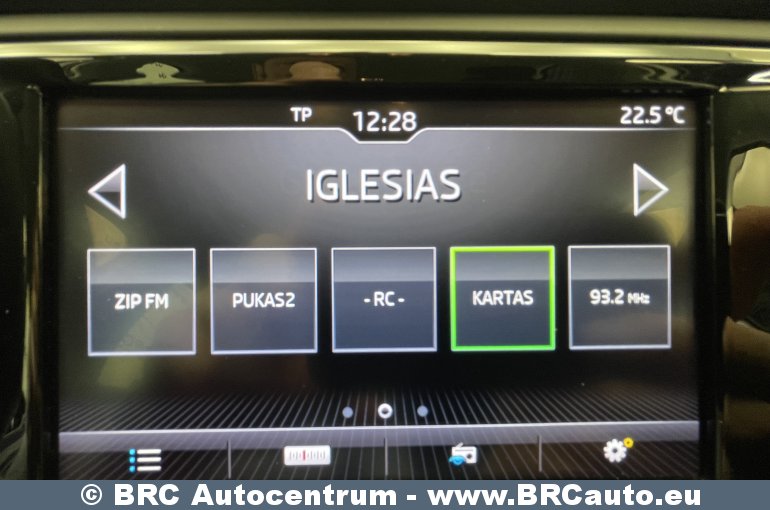 TP 12:28 22.5°C
IGLESIAS
ZIP FM PUKAS2 -RC- KARTAS 93.2 MHz
© BRC Autocentrum - www.BRCauto.eu